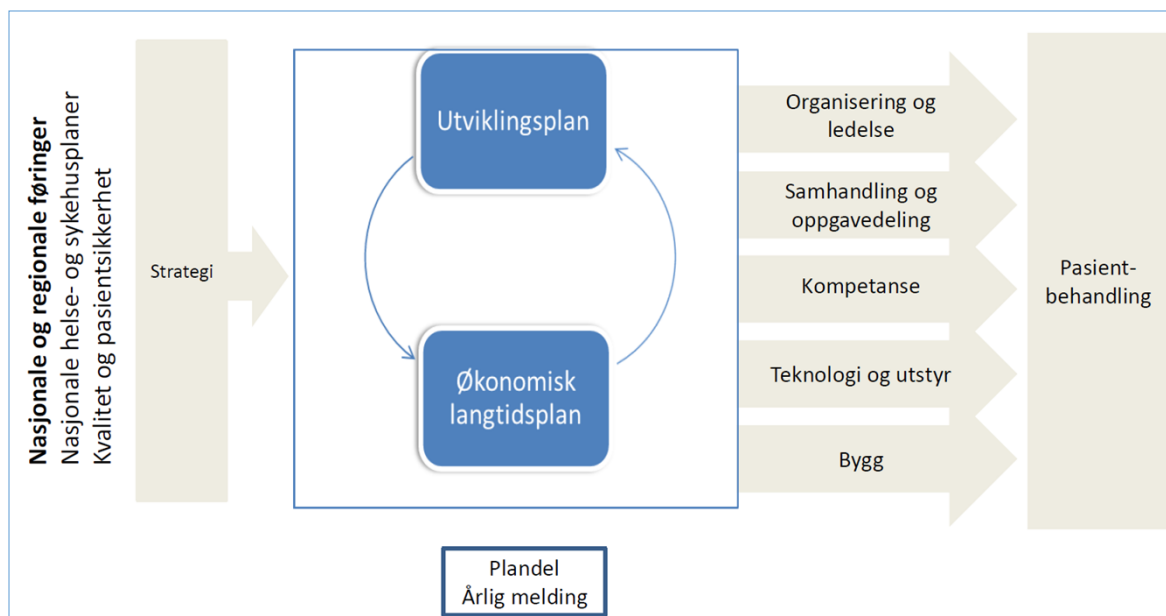 Nasjonale og regionale føringer
Nasjonale helse- og sykehusplaner
Kvalitet og pasientsikkerhet
Strategi
Utviklingsplan
Økonomisk
langtidsplan
Organisering og
ledelse
Samhandling og
oppgavedeling
Kompetanse
Teknologi og utstyr
Bygg
Pasient-
behandling
Plandel
Årlig melding